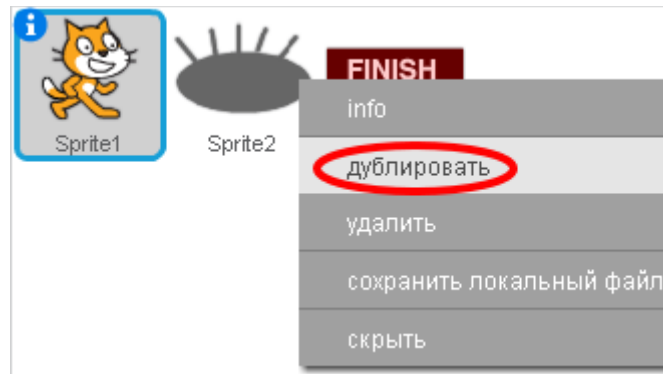 i
FINISH
Sprite1
Sprite2
info
дублировать
удалить
сохранить локальный файл
скрыть